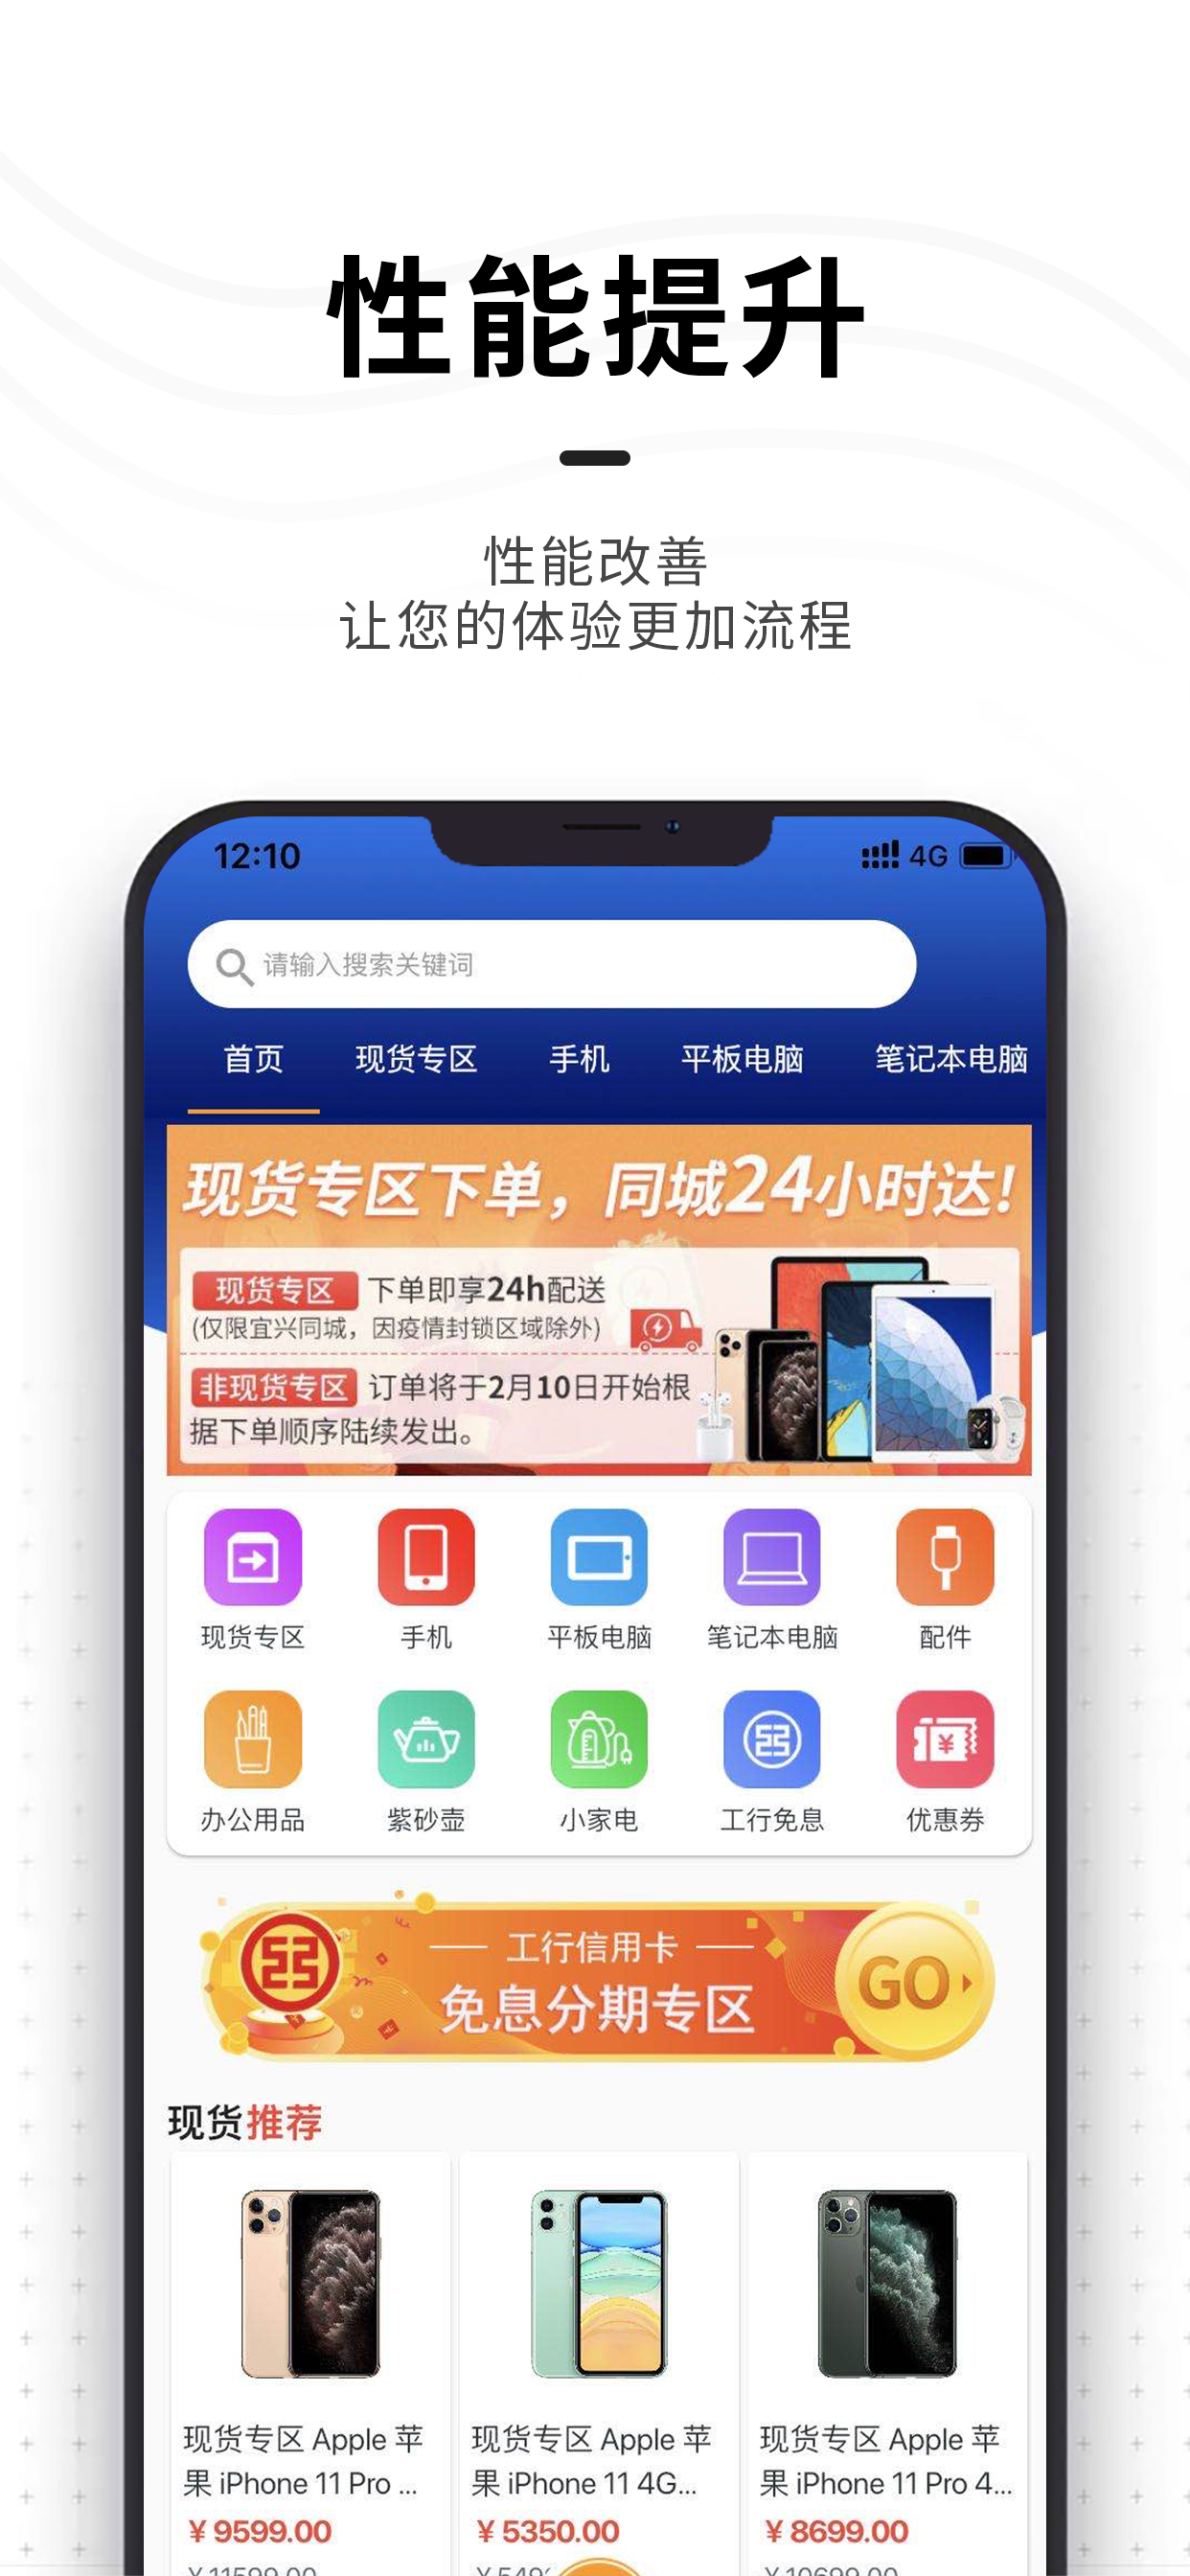 性能提升
性能改善
让您的体验更加流程
12:10
4G
请输入搜索关键词
首页 现货专区 手机 平板电脑 笔记本电脑
现货专区下单，同城24小时达!
现货专区 下单即享24h配送
(仅限宜兴同城，因疫情封锁区域除外)
非现货专区 订单将于2月10日开始根
据下单顺序陆续发出。
现货专区 手机 平板电脑 笔记本电脑 配件
办公用品 紫砂壶 小家电 工行免息 优惠券
工行信用卡
免息分期专区
GO
现货推荐
现货专区 Apple 苹
果 iPhone 11 Pro ...
¥ 9599.00
¥11599.00
现货专区 Apple 苹
果 iPhone 11 4G...
¥ 5350.00
现货专区 Apple 苹
果 iPhone 11 Pro 4...
¥ 8699.00
¥10699.00